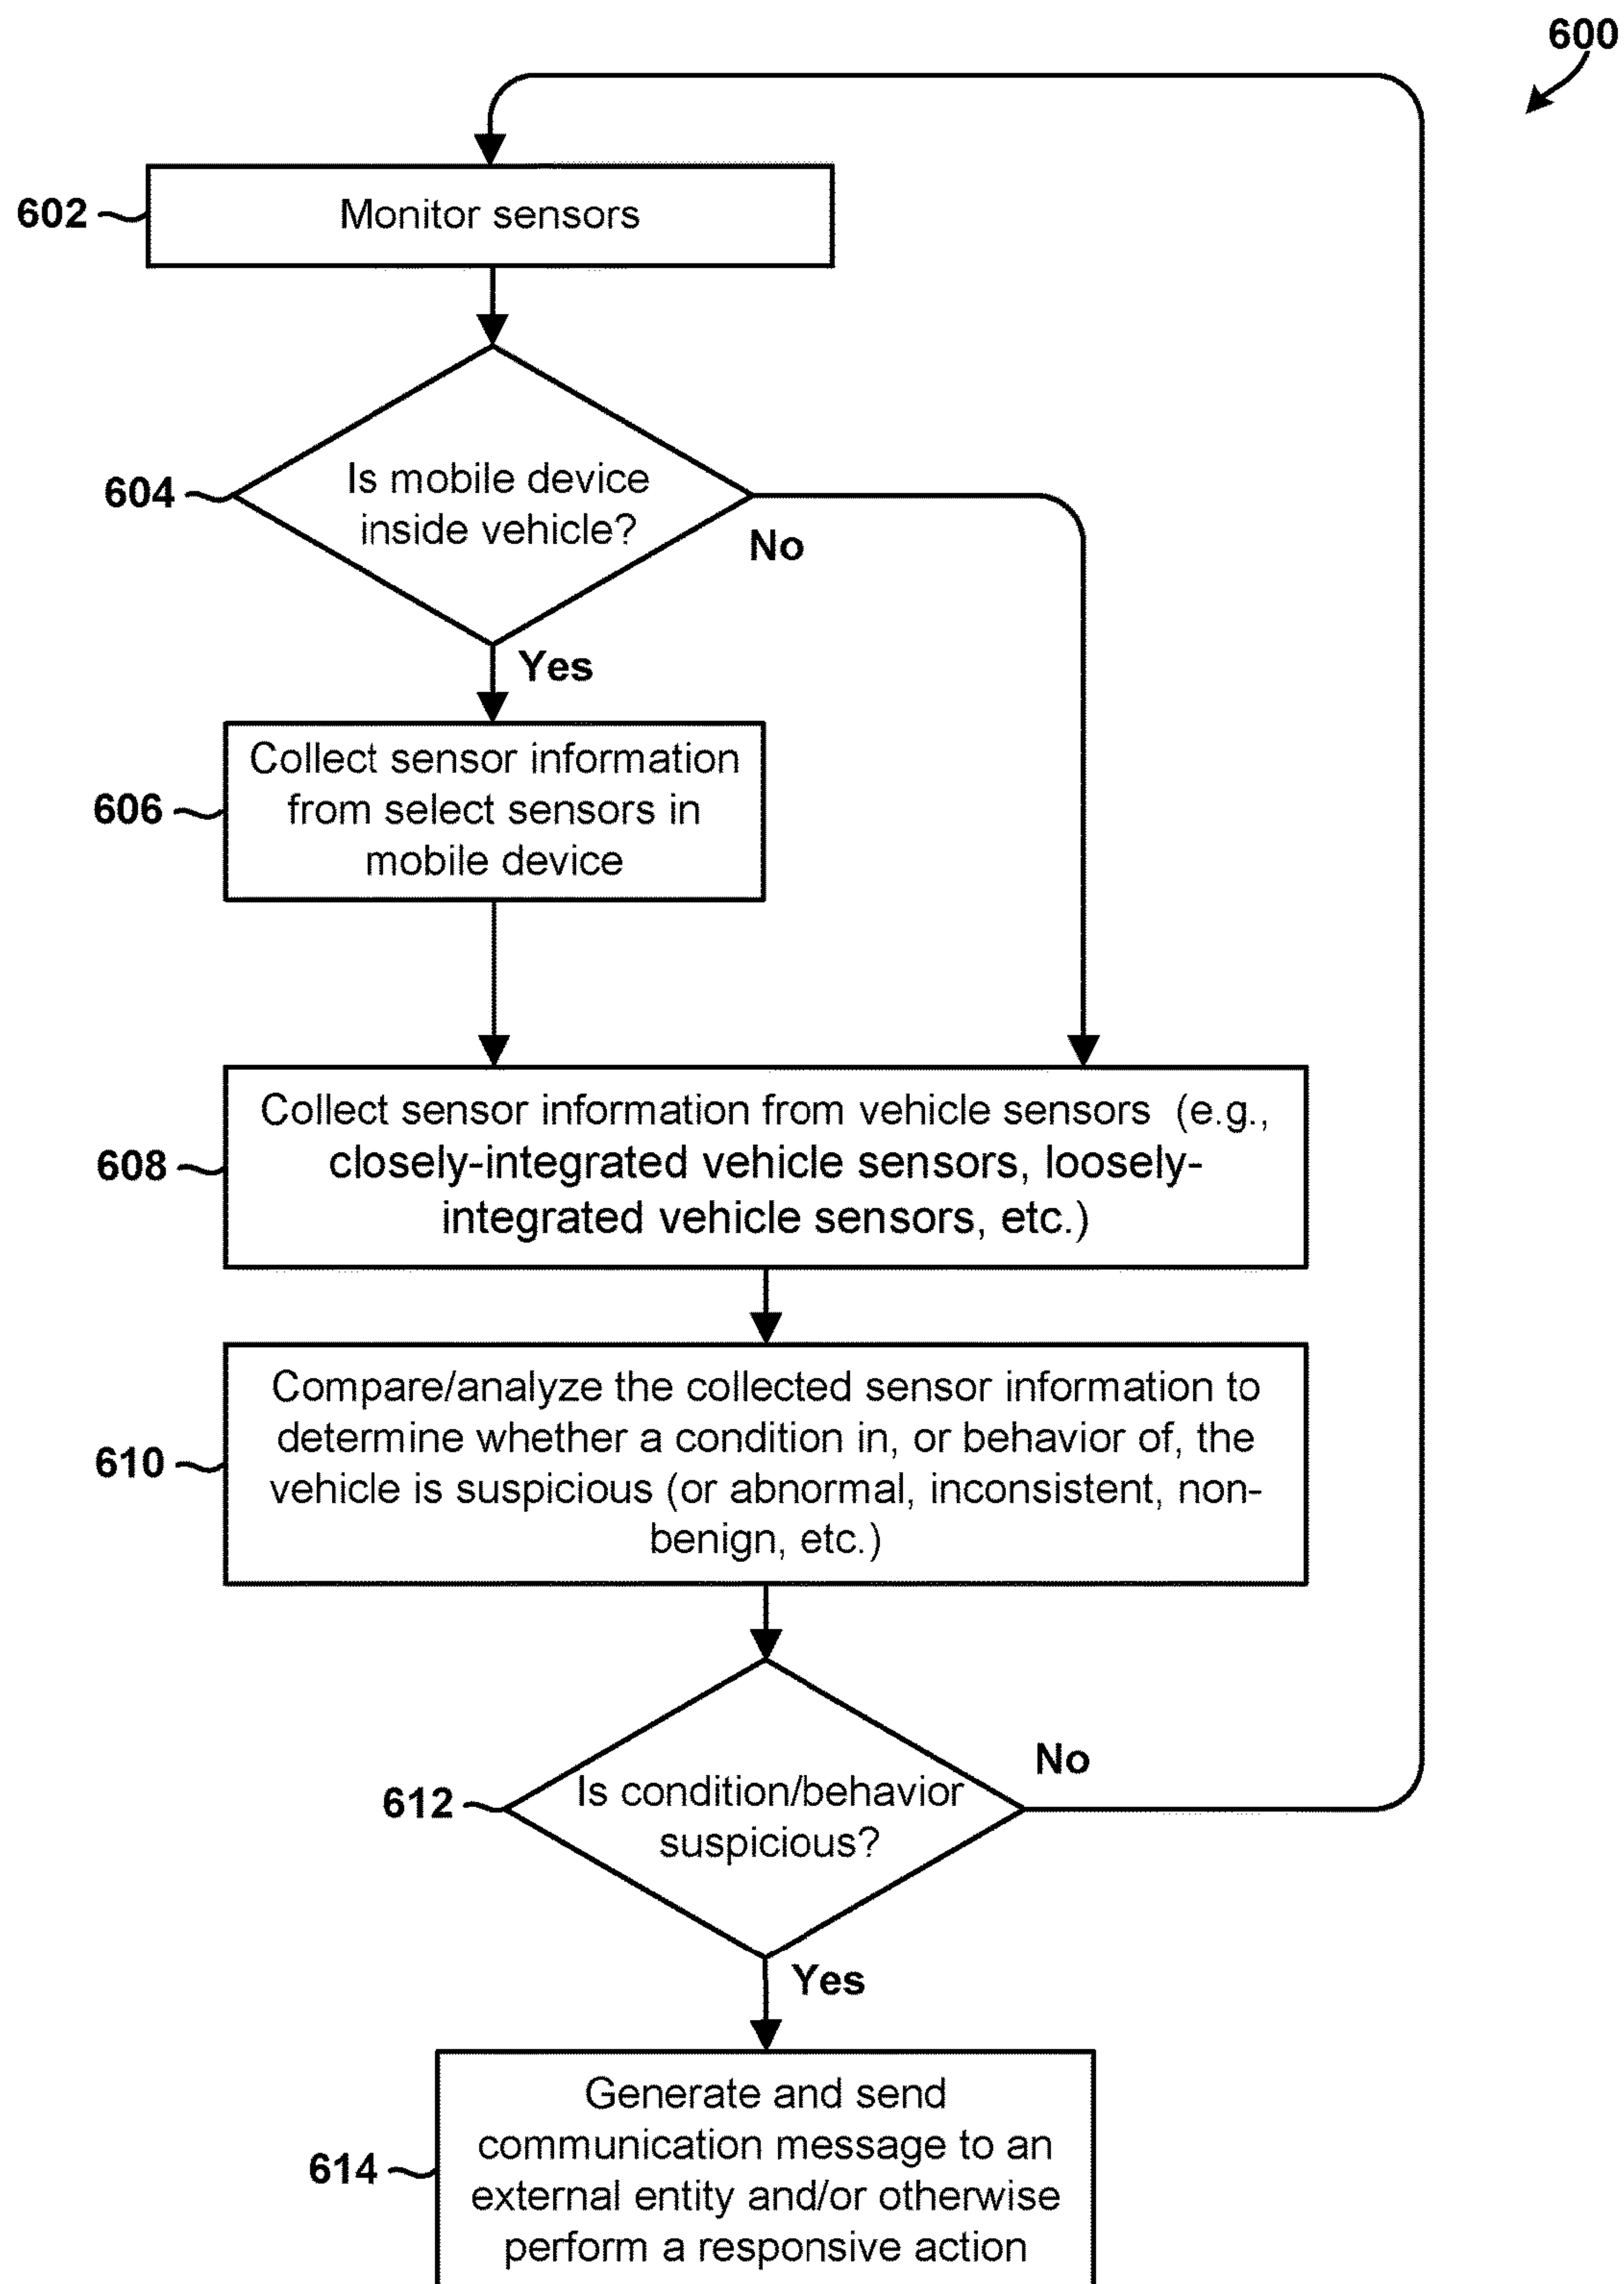 600
602
Monitor sensors
604
Is mobile device
inside vehicle?
No
Yes
606
Collect sensor information
from select sensors in
mobile device
608
Collect sensor information from vehicle sensors (e.g.,
closely-integrated vehicle sensors, loosely-
integrated vehicle sensors, etc.)
610
Compare/analyze the collected sensor information to
determine whether a condition in, or behavior of, the
vehicle is suspicious (or abnormal, inconsistent, non-
benign, etc.)
612
Is condition/behavior
suspicious?
No
Yes
614
Generate and send
communication message to an
external entity and/or otherwise
perform a responsive action